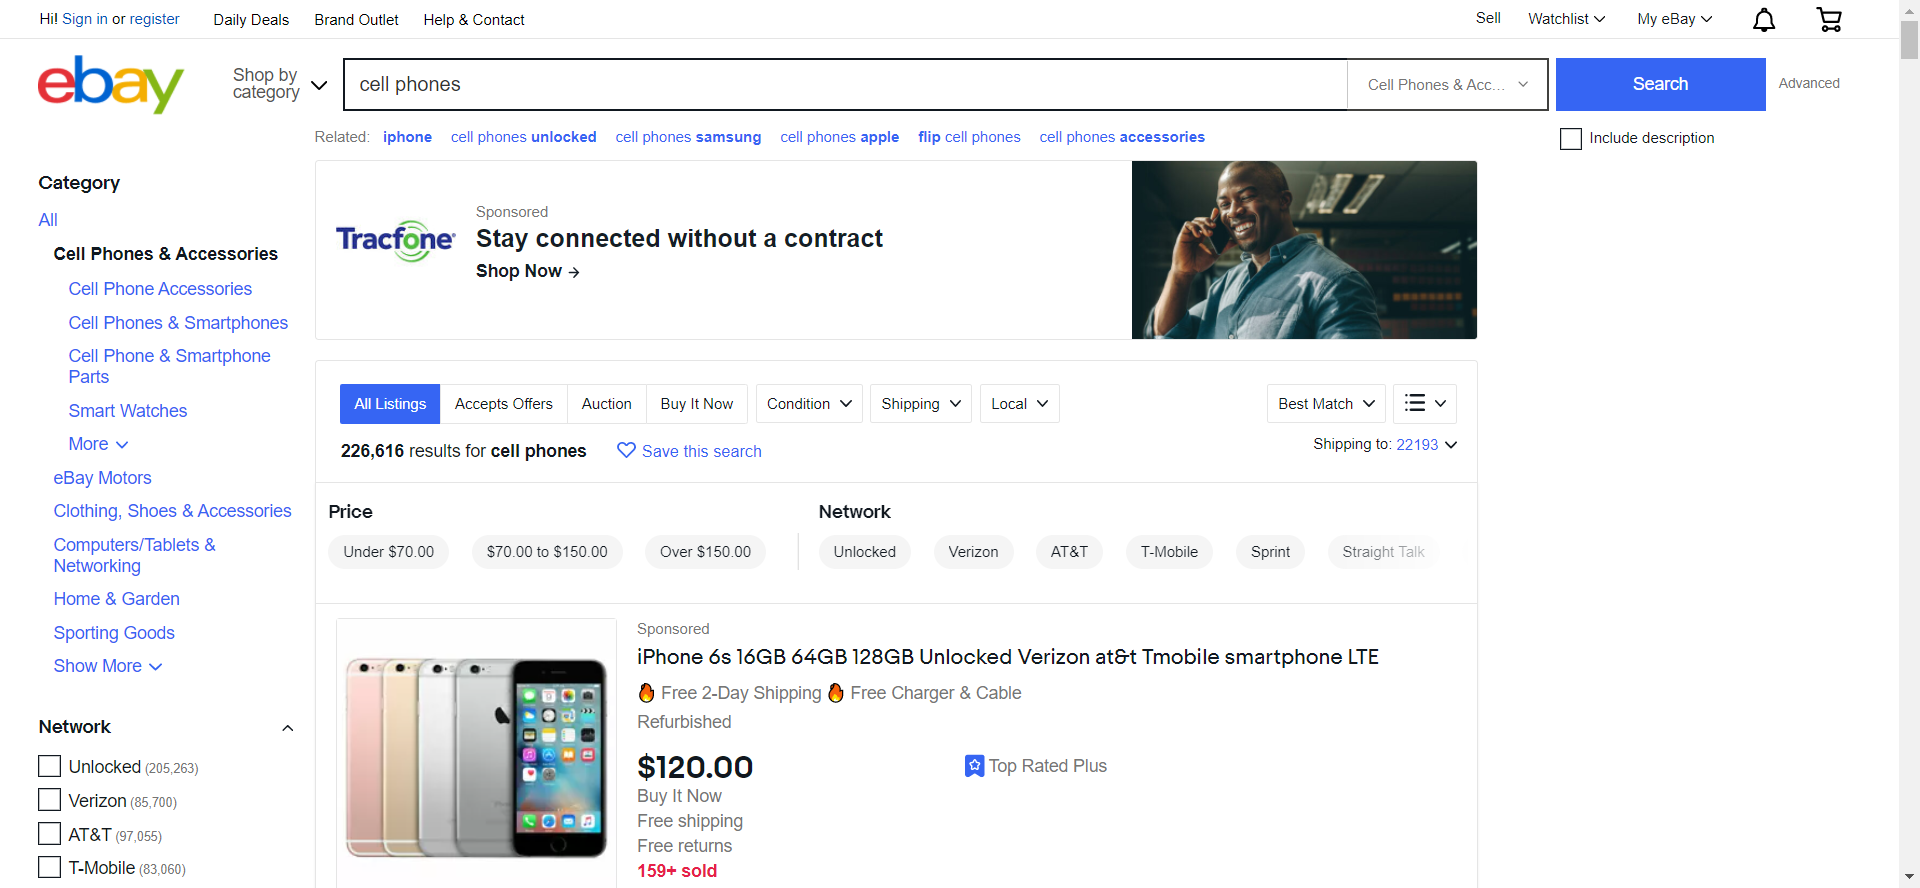 Hi! Sign in or register
Daily Deals
Brand Outlet
Help & Contact
Sell
Watchlist
My eBay
ebay
Shop by
category
cell phones
Cell Phones & Acc...
Search
Advanced
Related: iphone cell phones unlocked cell phones samsung cell phones apple flip cell phones cell phones accessories
Include description
Category
All
Cell Phones & Accessories
Cell Phone Accessories
Cell Phones & Smartphones
Cell Phone & Smartphone
Parts
Smart Watches
More
eBay Motors
Clothing, Shoes & Accessories
Computers/Tablets &
Networking
Home & Garden
Sporting Goods
Show More
Network
Unlocked (205,263)
Verizon (85,700)
AT&T (97,055)
T-Mobile (83,060)
Tracfone
Sponsored
Stay connected without a contract
Shop Now
All Listings
Accepts Offers
Auction
Buy It Now
Condition
Shipping
Local
Best Match
226,616 results for cell phones
Save this search
Shipping to: 22193
Price
Under $70.00
$70.00 to $150.00
Over $150.00
Network
Unlocked
Verizon
AT&T
T-Mobile
Sprint
Straight Talk
Sponsored
iPhone 6s 16GB 64GB 128GB Unlocked Verizon at&t Tmobile smartphone LTE
🔥 Free 2-Day Shipping 🔥 Free Charger & Cable
Refurbished
$120.00
Buy It Now
Free shipping
Free returns
159+ sold
Top Rated Plus